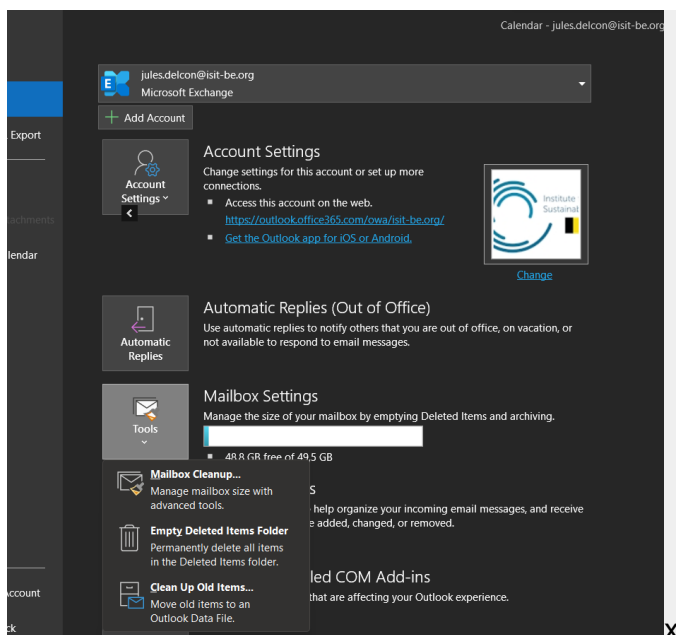 Calendar - jules.delcon@isit-be.org
jules.delcon@isit-be.org
Microsoft Exchange
Add Account
Export
Account Settings
Change settings for this account or set up more
connections.
Account
Settings
Access this account on the web.
https://outlook.office365.com/owa/isit-be.org/
Get the Outlook app for iOS or Android.
Institute
Sustainat
Change
tachments
lendar
Automatic Replies (Out of Office)
Use automatic replies to notify others that you are out of office, on vacation, or
not available to respond to email messages.
Automatic
Replies
Mailbox Settings
Manage the size of your mailbox by emptying Deleted Items and archiving.
Tools
48.8 GB free of 49.5 GB
Mailbox Cleanup...
Manage mailbox size with
advanced tools.
s
help organize your incoming email messages, and receive
e added, changed, or removed.
Empty Deleted Items Folder
Permanently delete all items
in the Deleted Items folder.
led COM Add-ins
that are affecting your Outlook experience.
Clean Up Old Items...
Move old items to an
Outlook Data File.
Account
ck
x